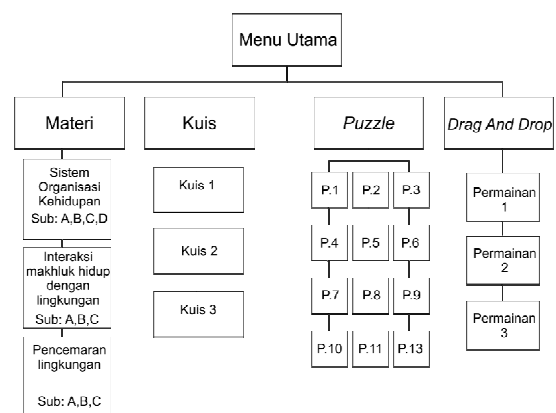 Menu Utama
Materi
Kuis
Puzzle
Drag And Drop
Sistem
Organisasi
Kehidupan
Sub: A,B,C,D
Interaksi
makhluk hidup
dengan
lingkungan
Sub: A,B,C
Pencemaran
lingkungan
Sub: A,B,C
Kuis 1
Kuis 2
Kuis 3
P.1 P.2 P.3
P.4 P.5 P.6
P.7 P.8 P.9
P.10 P.11 P.13
Permainan
1
Permainan
2
Permainan
3